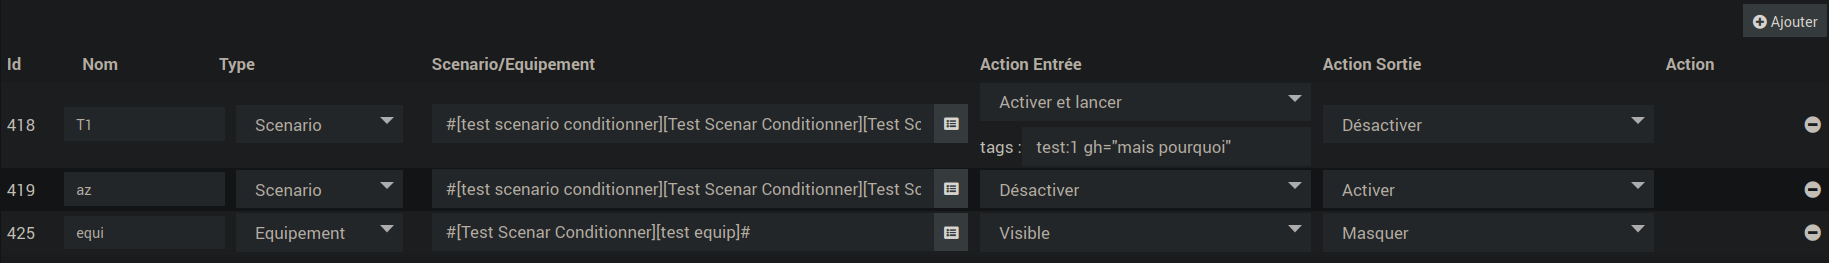 Ajouter
Id Nom Type Scenario/Equipement Action Entrée Action Sortie Action
418 T1 Scenario #[test scenario conditionner][Test Scenar Conditionner][Test Sc Activer et lancer Désactiver
tags : test:1 gh="mais pourquoi"
419 az Scenario #[test scenario conditionner][Test Scenar Conditionner][Test Sc Désactiver Activer
425 equi Equipement #[Test Scenar Conditionner][test equip]# Visible Masquer